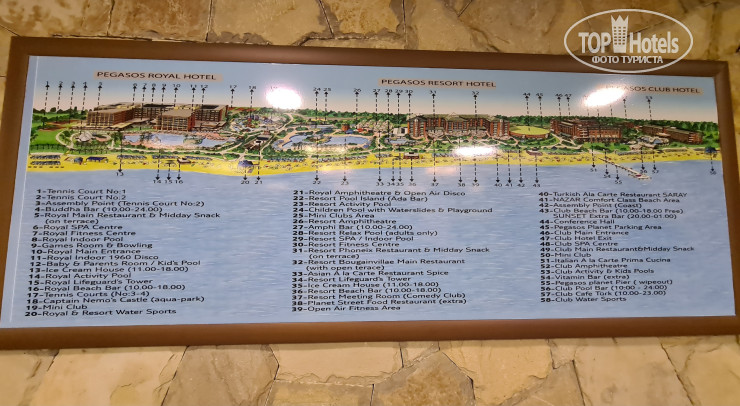 TOP Hotels
ФОТО ТУРИСТА
PEGASOS ROYAL HOTEL
PEGASOS RESORT HOTEL
PEGASOS CLUB HOTEL
1-Tennis Court No:1
2-Tennis Court No:2
3-Assembly Point (Tennis Court No:2)
4-Buddha Bar (10.00-24.00)
5-Royal Main Restaurant & Midday Snack
(on terrace)
6-Royal SPA Centre
7-Royal Fitness Centre
8-Royal Indoor Pool
9-Games Room & Bowling
10-Royal Main Entrance
11-Royal Indoor 1960 Disco
12-Baby & Parents Room / Kid's Pool
13-Ice Cream House (11.00-18.00)
14-Royal Activity Pool
15-Royal Lifeguard's Tower
16-Royal Beach Bar (10.00-18.00)
17-Tennis Courts (No:3-4)
18-Captain Nemo's Castle (aqua-park)
19-Mini Club
20-Royal & Resort Water Sports
21-Royal Amphitheatre & Open Air Disco
22-Resort Pool Island (Ada Bar)
23-Resort Activity Pool
24-Children Pool with Waterslides & Playground
25-Mini Clubs Area
26-Resort Amphitheatre
27-Amphi Bar (10.00-24.00)
28-Resort Relax Pool (adults only)
29-Resort SPA / Indoor Pool
30-Resort Fitness Centre
31-Resort Phoneix Restaurant & Midday Snack
(on terrace)
32-Resort Bougainvillae Main Restaurant
(with open terace)
33-Asian A la Carte Restaurant Spice
34-Resort Lifeguard's Tower
35-Ice Cream House (11.00-18.00)
36-Resort Beach Bar (10.00-18.00)
37-Resort Meeting Room (Comedy Club)
38-Planet Street Food Restaurant (extra)
39-Open Air Fitness Area
40-Turkish Ala Carte Restaurant SARAY
41-NAZAR Comfort Class Beach Area
42-Assembly Point (Coast)
43-Club Beach Bar (10.00-18.00 Free)
SUNSET Extra Bar (20.00-01.00)
44-Conference Hall
45-Pegasos Planet Parking Area
46-Club Main Entrance
47-Club Hotel Exit
48-Club SPA Centre
49-Club Main Restaurant&Midday Snack
50-Mini Club
51-Italian A la Carte Prima Cucina
52-Club Amphitheatre
53-Club Activity & Kids Pools
54-Vitamin Bar (extra)
55-Pegasos planet Pier ( wipeout)
56-Club Pool Bar (10:00 - 24:00)
57-Club Cafe Türk (10.00-23.00)
58-Club Water Sports